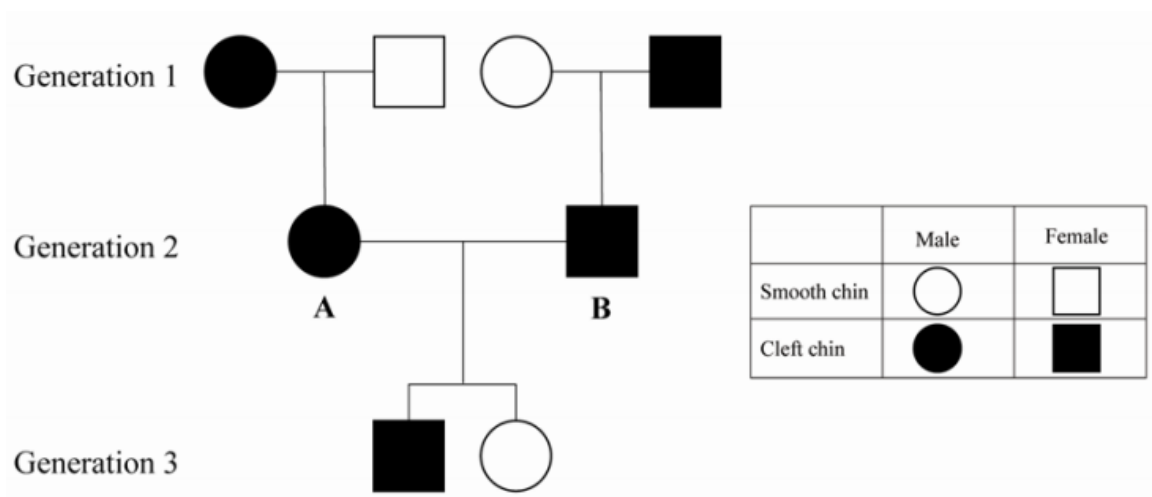 Generation 1
Generation 2
A
B
Male Female
Smooth chin
Cleft chin
Generation 3